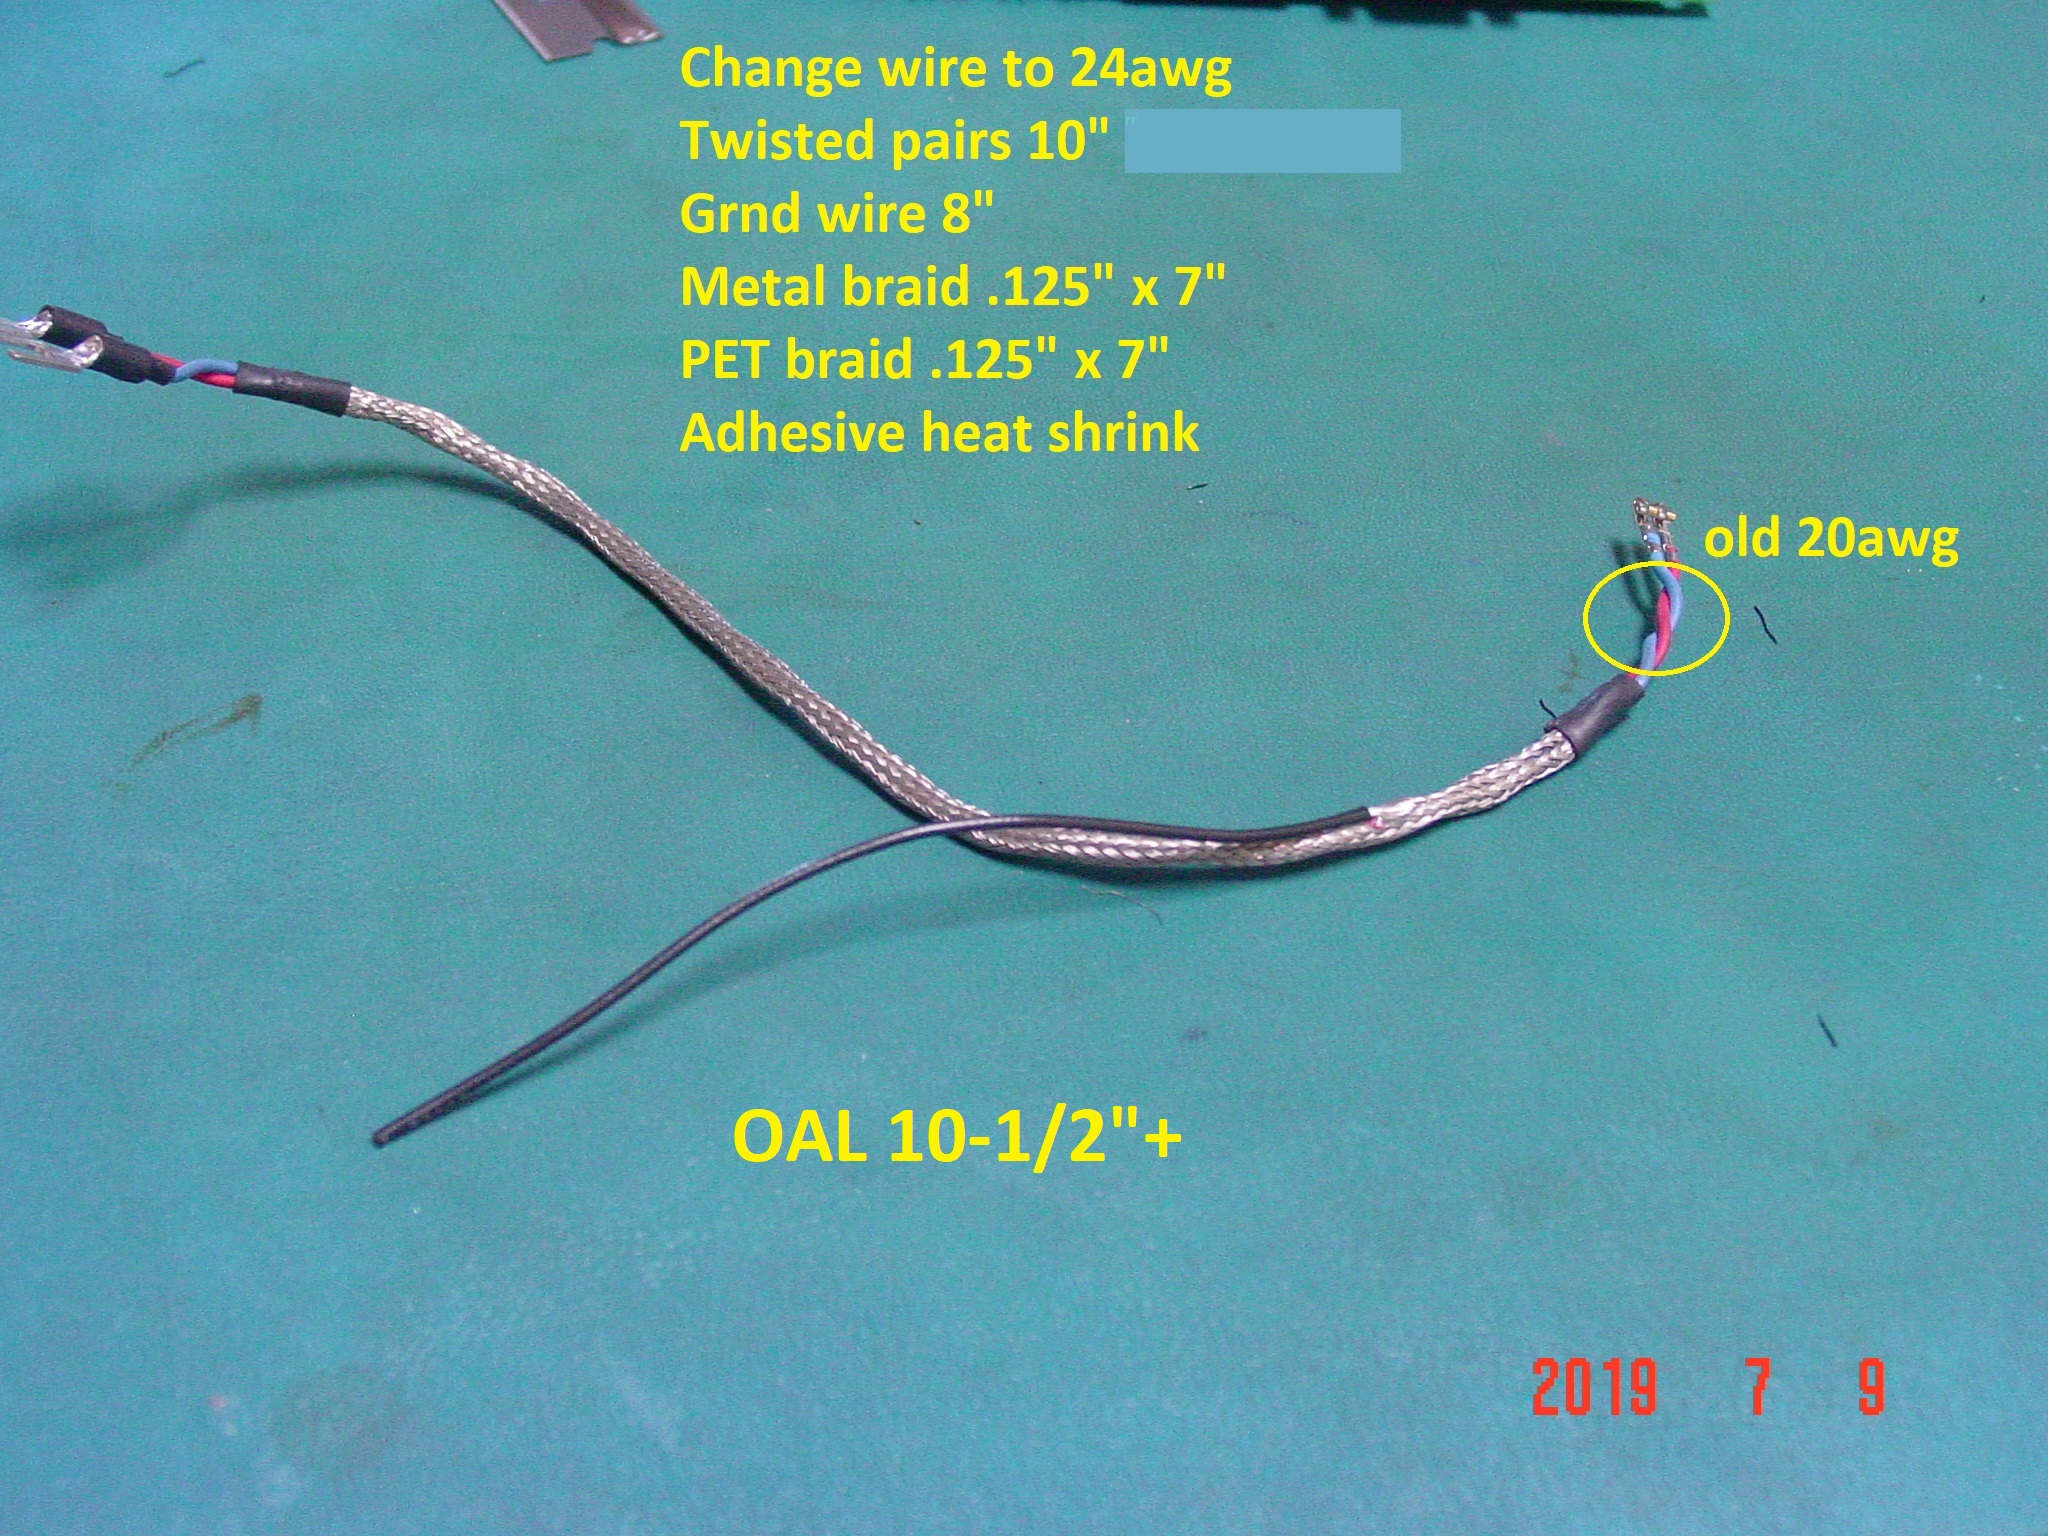 Change wire to 24awg
Twisted pairs 10"
Grnd wire 8"
Metal braid .125" x 7"
PET braid .125" x 7"
Adhesive heat shrink
old 20awg
OAL 10-1/2"+
2019 7 9